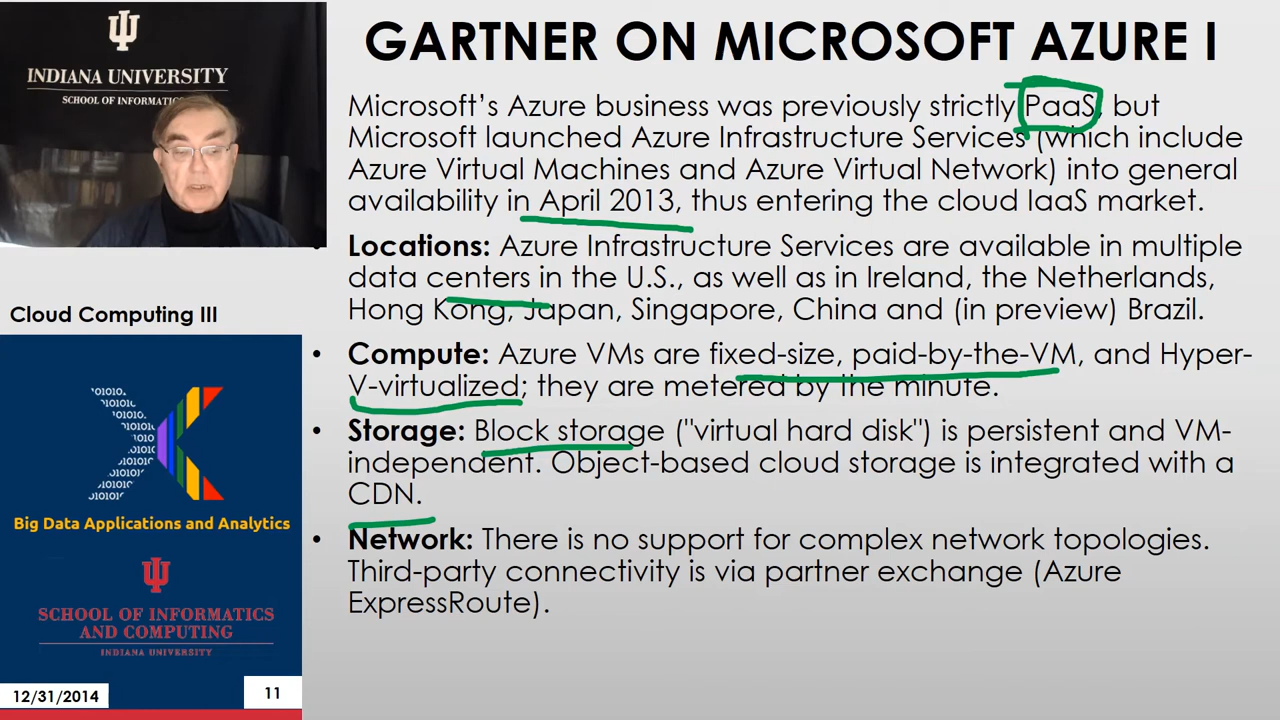 INDIANA UNIVERSITY
SCHOOL OF INFORMATIC
GARTNER ON MICROSOFT AZURE I
Microsoft's Azure business was previously strictly PaaS, but
Microsoft launched Azure Infrastructure Services (which include
Azure Virtual Machines and Azure Virtual Network) into general
availability in April 2013, thus entering the cloud IaaS market.
• Locations: Azure Infrastructure Services are available in multiple
data centers in the U.S., as well as in Ireland, the Netherlands,
Hong Kong, Japan, Singapore, China and (in preview) Brazil.
• Compute: Azure VMs are fixed-size, paid-by-the-VM, and Hyper-
V-virtualized; they are metered by the minute.
• Storage: Block storage ("virtual hard disk") is persistent and VM-
independent. Object-based cloud storage is integrated with a
CDN.
• Network: There is no support for complex network topologies.
Third-party connectivity is via partner exchange (Azure
ExpressRoute).
Cloud Computing III
Big Data Applications and Analytics
SCHOOL OF INFORMATICS
AND COMPUTING
INDIANA UNIVERSITY
12/31/2014
11